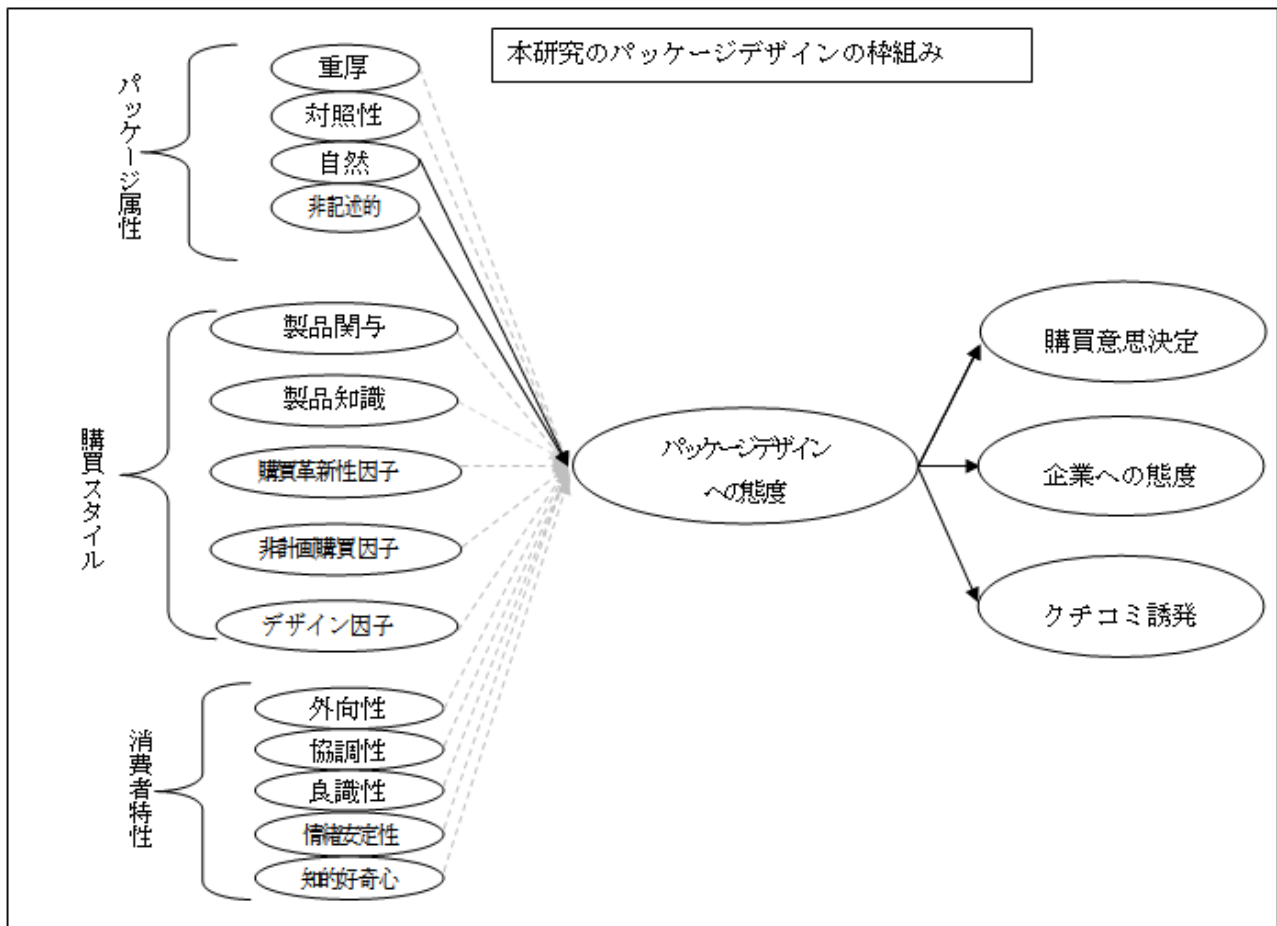 本研究のパッケージデザインの枠組み
パッケージ属性
重厚
対照性
自然
非記述的
購買スタイル
製品関与
製品知識
購買革新性因子
非計画購買因子
デザイン因子
消費者特性
外向性
協調性
良識性
情緒安定性
知的好奇心
パッケージデザイン
への態度
購買意思決定
企業への態度
クチコミ誘発